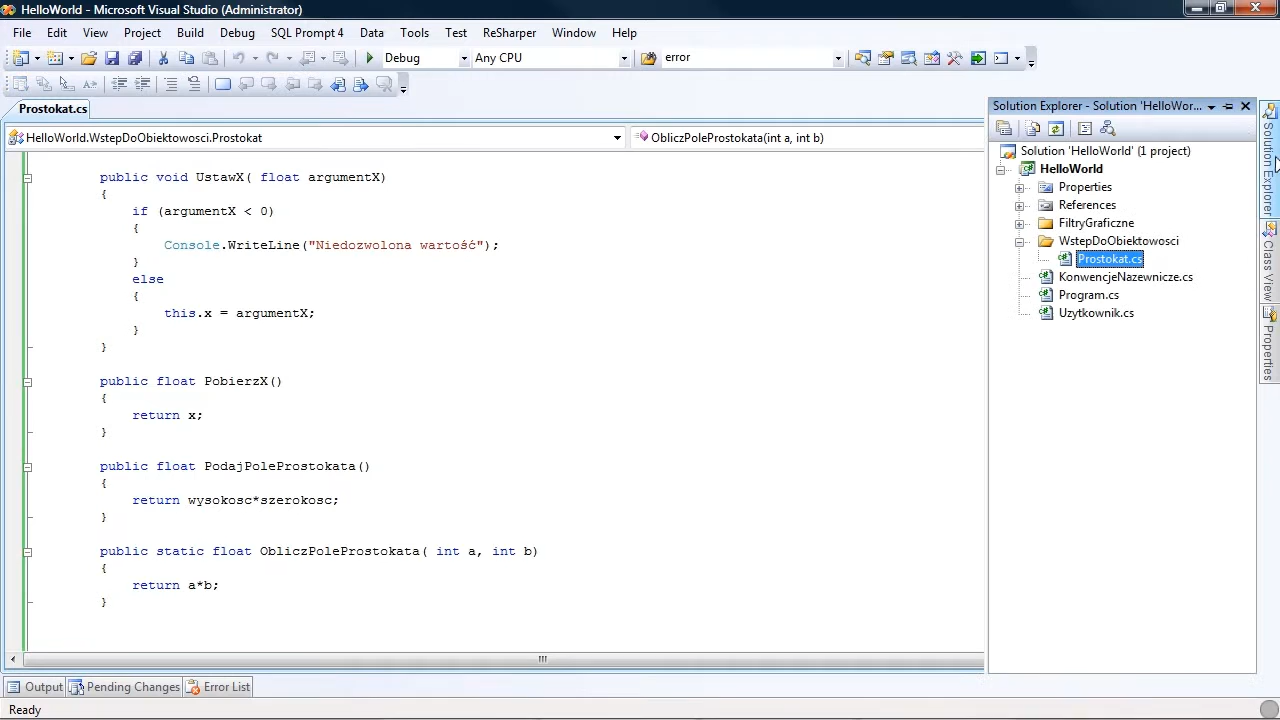 HelloWorld - Microsoft Visual Studio (Administrator)
File Edit View Project Build Debug SQL Prompt 4 Data Tools Test ReSharper Window Help
Debug Any CPU error
Prostokat.cs
HelloWorld.WstepDoObiektowosci.Prostokat ObliczPoleProstokata(int a, int b)
public void UstawX( float argumentX)
{
if (argumentX < 0)
{
Console.WriteLine("Niedozwolona wartość");
}
else
{
this.x = argumentX;
}
}
public float PobierzX()
{
return x;
}
public float PodajPoleProstokata()
{
return wysokosc*szerokosc;
}
public static float ObliczPoleProstokata( int a, int b)
{
return a*b;
}
Solution Explorer - Solution 'HelloWor...
Solution 'HelloWorld' (1 project)
HelloWorld
Properties
References
FiltryGraficzne
WstepDoObiektowosci
Prostokat.cs
KonwencjeNazewnicze.cs
Program.cs
Uzytkownik.cs
Solution Explorer
Class View
Properties
Output Pending Changes Error List
Ready